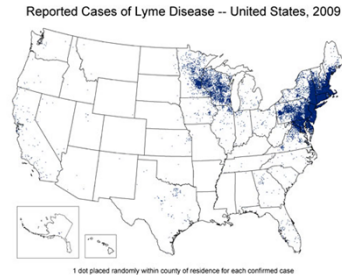 Reported Cases of Lyme Disease -- United States, 2009
1 dot placed randomly within county of residence for each confirmed case